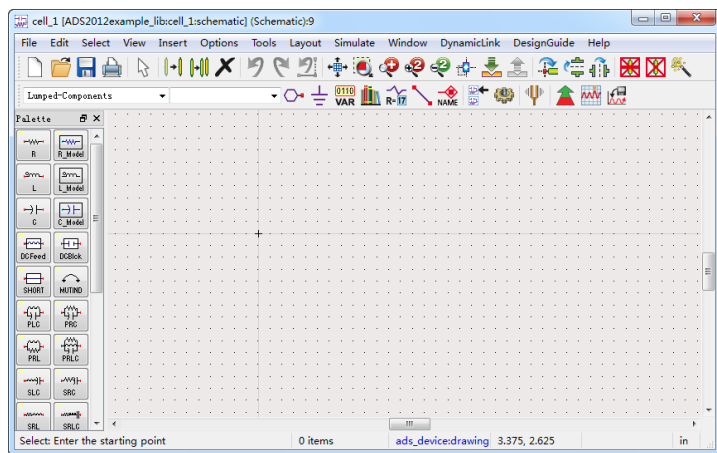 cell_1 [ADS2012example_lib:cell_1:schematic] (Schematic):9
File Edit Select View Insert Options Tools Layout Simulate Window DynamicLink DesignGuide Help
Lumped-Components
0110
VAR
R=17
NAME
Palette
R R_Model
L L_Model
C C_Model
DCFeed DCBlck
SHORT MUTIND
PLC PRC
PRL PRLC
SLC SRC
SRL SRLC
Select: Enter the starting point 0 items ads_device:drawing 3.375, 2.625 in